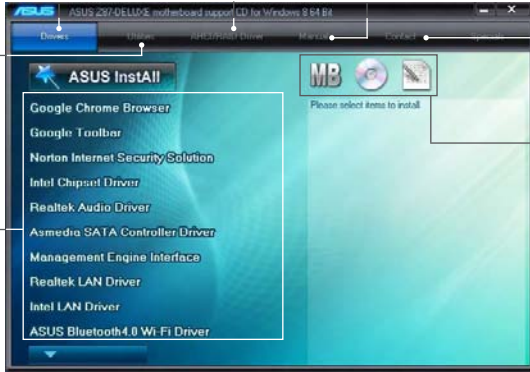 ASUS ASUS Z87-DELUXE motherboard support CD for Windows 8 64 Bit
Drivers Utilities AHCI/RAID Driver Manual Contact Specials
ASUS InstAll
MB
Please select items to install
Google Chrome Browser
Google Toolbar
Norton Internet Security Solution
Intel Chipset Driver
Realtek Audio Driver
Asmedia SATA Controller Driver
Management Engine Interface
Realtek LAN Driver
Intel LAN Driver
ASUS Bluetooth4.0 Wi-Fi Driver